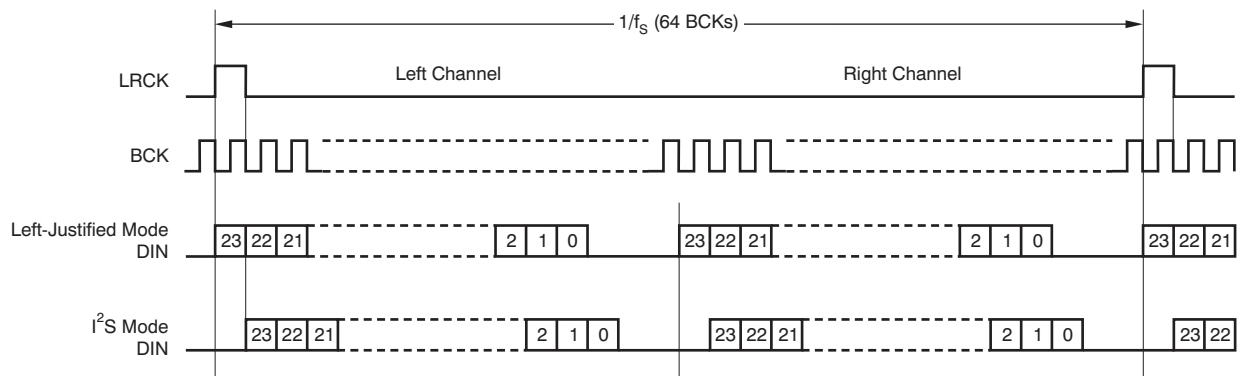 1/fS (64 BCKs)
LRCK
Left Channel
Right Channel
BCK
Left-Justified Mode
DIN
23 22 21 2 1 0 23 22 21 2 1 0 23 22 21
I2S Mode
DIN
23 22 21 2 1 0 23 22 21 2 1 0 23 22